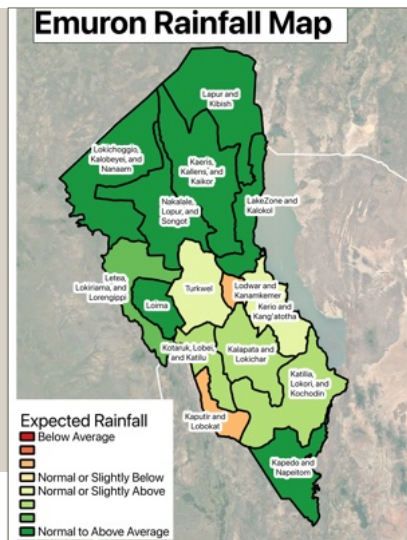 Emuron Rainfall Map
Lapur and
Kibish
Lokichoggio,
Kalobeyei, and
Nanaam
Kaeris,
Kallens, and
Kaikor
Nakalale,
Lopur, and
Songot
LakeZone and
Kalokol
Letea,
Lokiriama, and
Lorengippi
Loima
Turkwel
Lodwar and
Kanamkemer
Kerio and
Kang'atotha
Kotaruk, Lobei,
and Katilu
Kalapata and
Lokichar
Katilia,
Lokori, and
Kochodin
Kaputir and
Lobokat
Kapedo and
Napeitom
Expected Rainfall
Below Average
Normal or Slightly Below
Normal or Slightly Above
Normal to Above Average